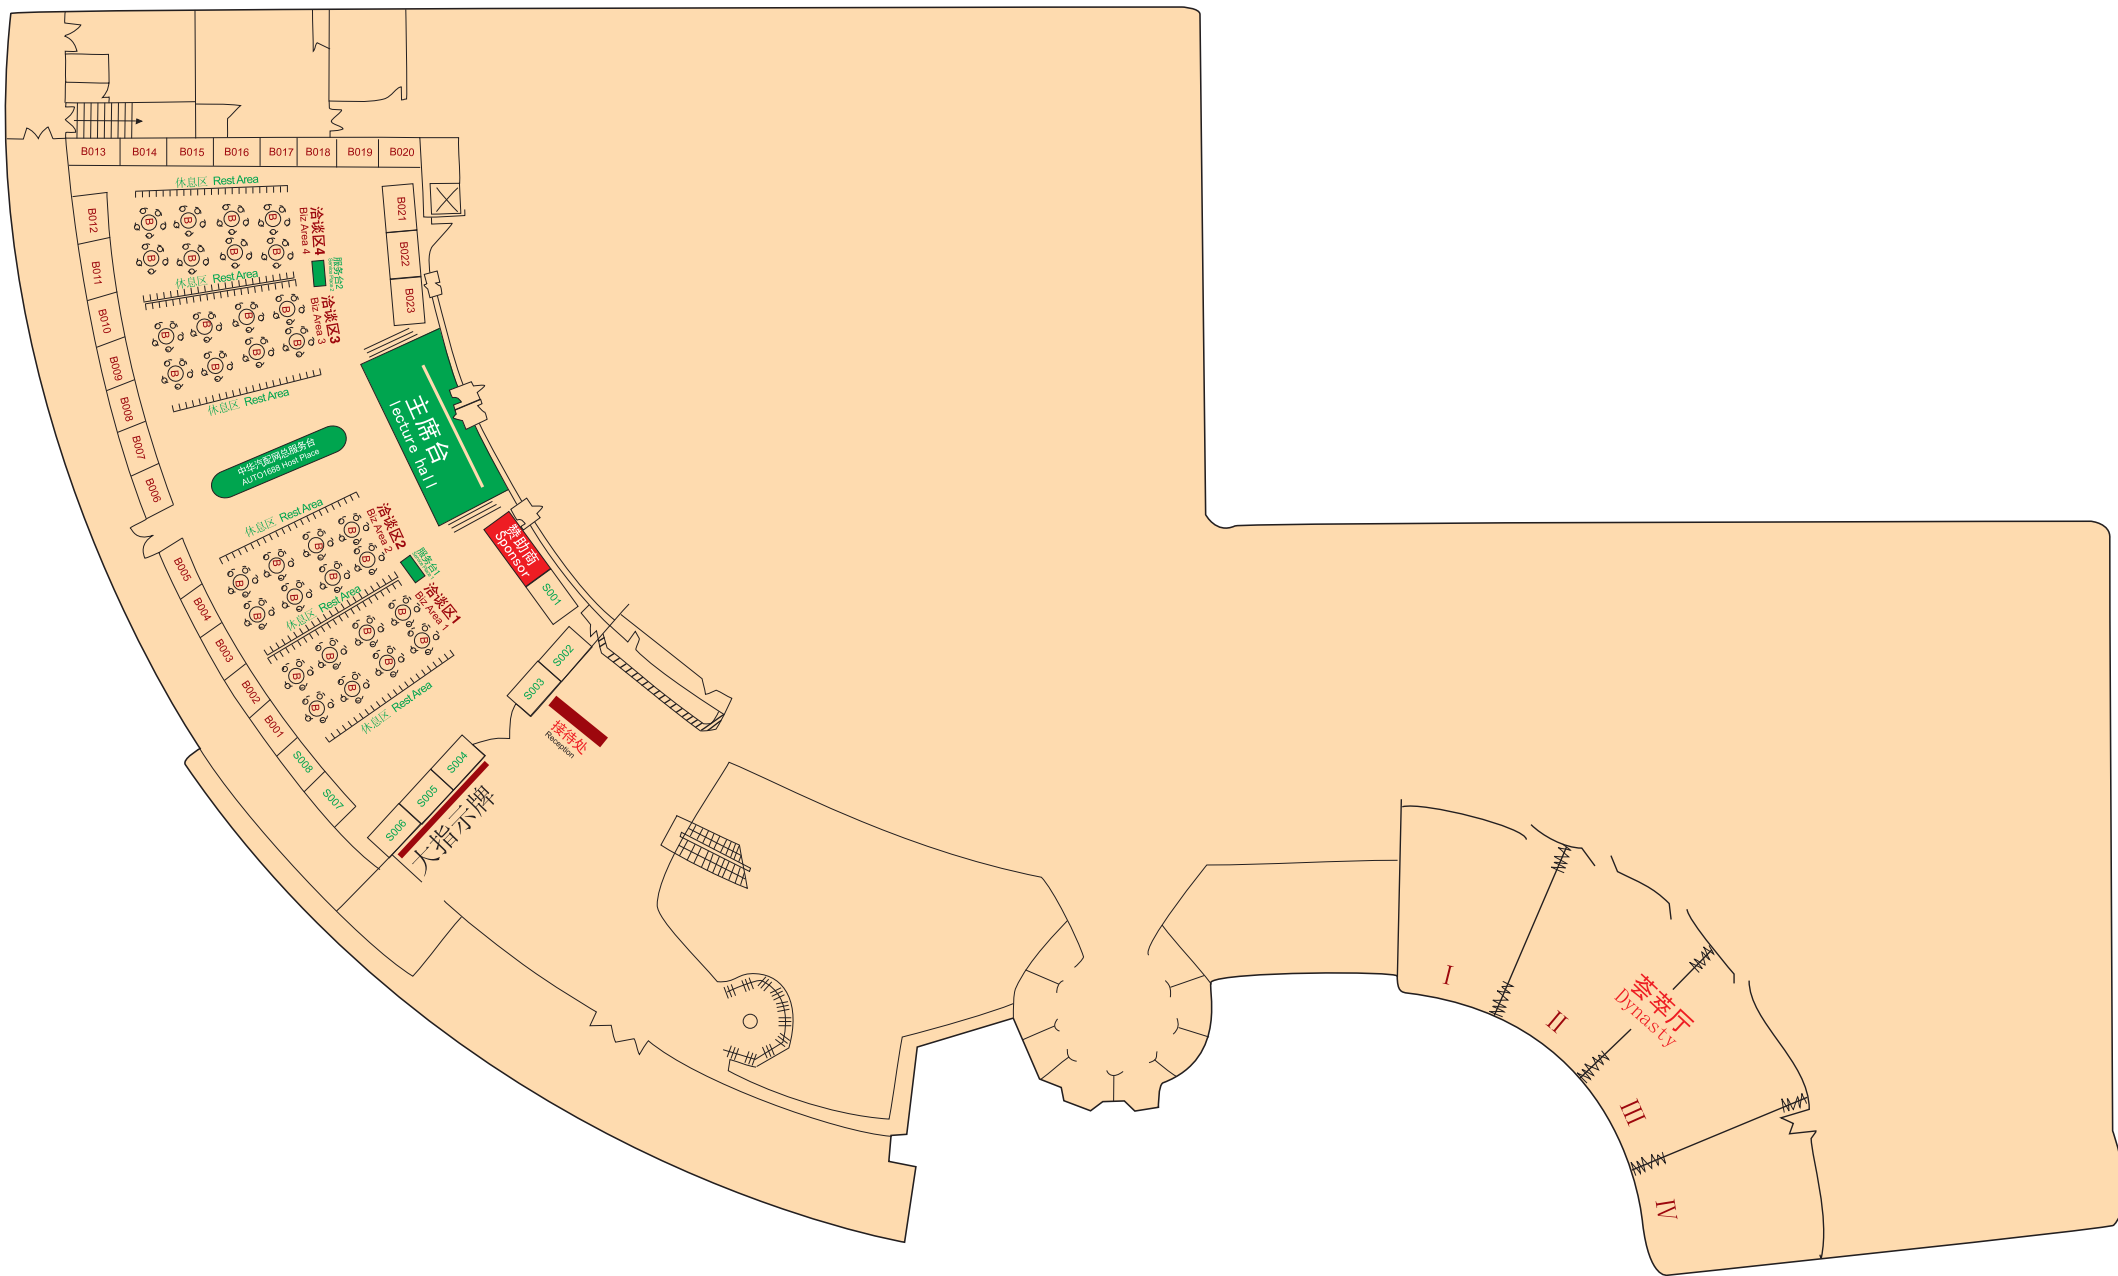 B013 B014 B015 B016 B017 B018 B019 B020
休息区 Rest Area
B012
B011
B010
B009
B008
B007
B006
B021
B022
B023
B B B B
B B B B
洽谈区4
Biz Area 4
服务台2
休息区 Rest Area
洽谈区3
Biz Area 3
B B B B
B B B B
休息区 Rest Area
主席台
lecture hall
中华汽配网总服务台
AUTO1688 Host Place
休息区 Rest Area
洽谈区2
Biz Area 2
B B B B
B B B B
服务台1
休息区 Rest Area
洽谈区1
Biz Area 1
B B B B
B B B B
休息区 Rest Area
赞助商
Sponsor
S001
S002
S003
接待处
Reception
B005
B004
B003
B002
B001
S008
S007
S004
S005
S006
大指示牌
I
II
荟萃厅
Dynasty
III
IV